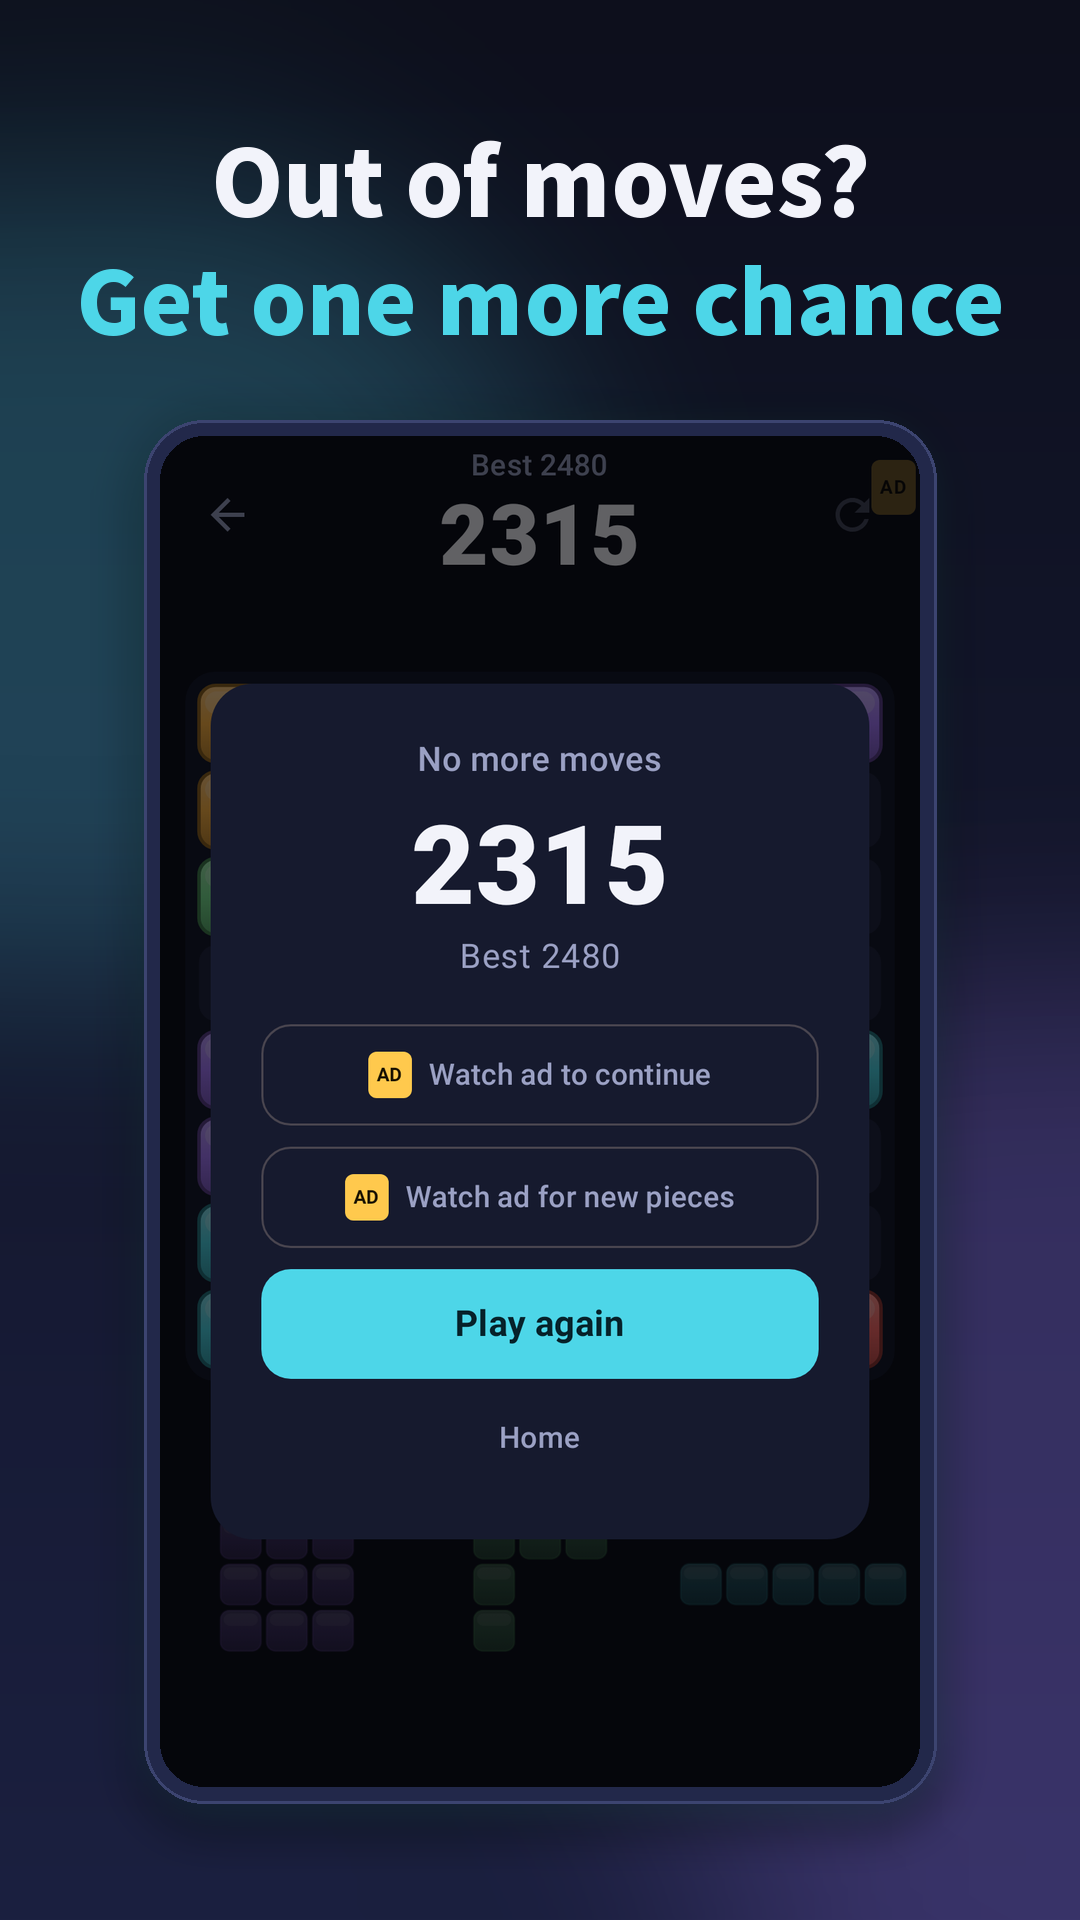 Out of moves?
Get one more chance
Best 2480
AD
2315
No more moves
2315
Best 2480
AD Watch ad to continue
AD Watch ad for new pieces
Play again
Home